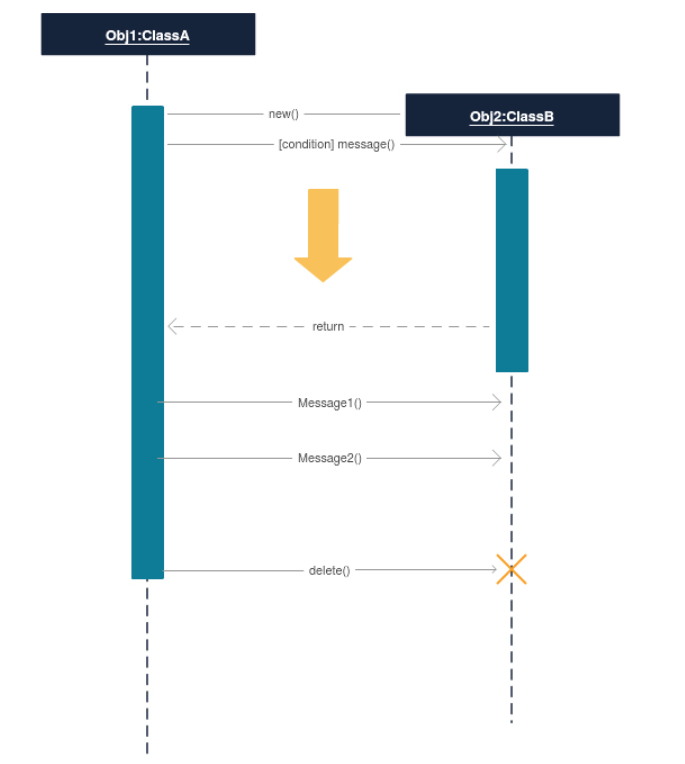 Obj1:ClassA
new()
Obj2:ClassB
[condition] message()
return
Message1()
Message2()
delete()